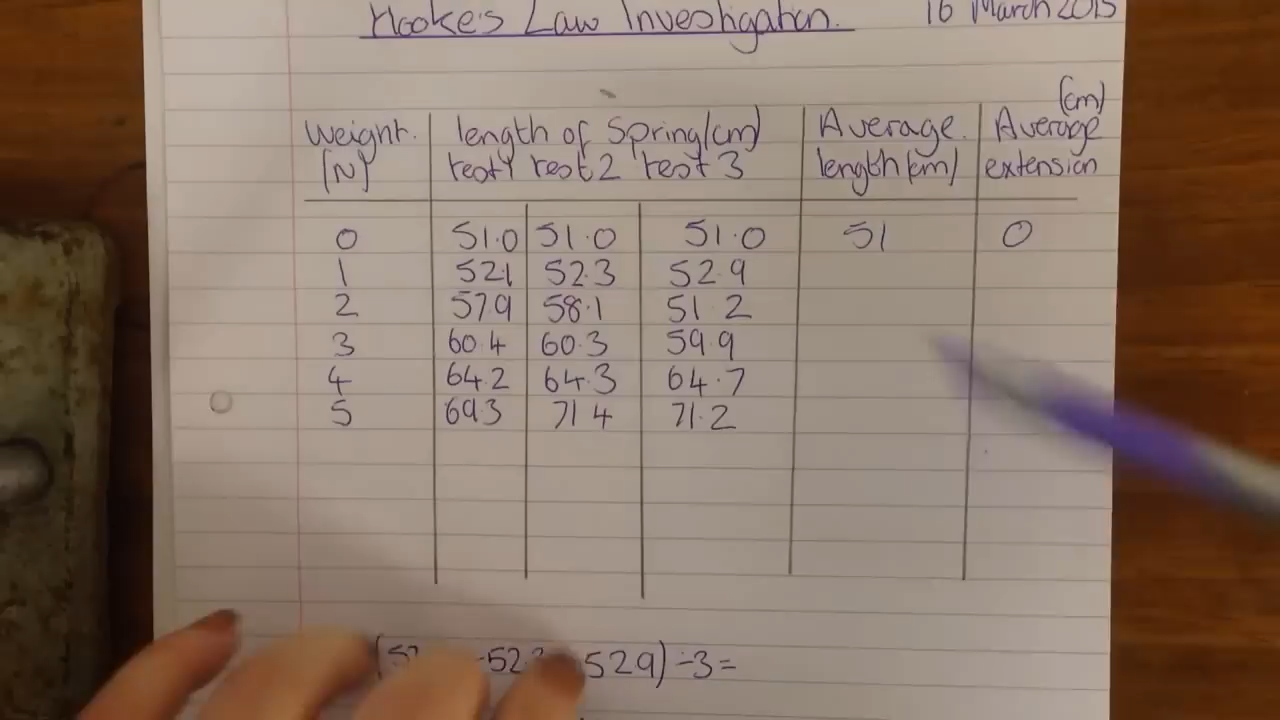 Hooke's Law Investigation. 16 March 2015
(cm)
Weight. length of Spring (cm) Average. Average
(N) test 1 test 2 test 3 length (cm) extension
0 51.0 51.0 51.0 51 0
1 52.1 52.3 52.9
2 57.9 58.1 51.2
3 60.4 60.3 59.9
4 64.2 64.3 64.7
5 69.3 71.4 71.2
529) ÷3=